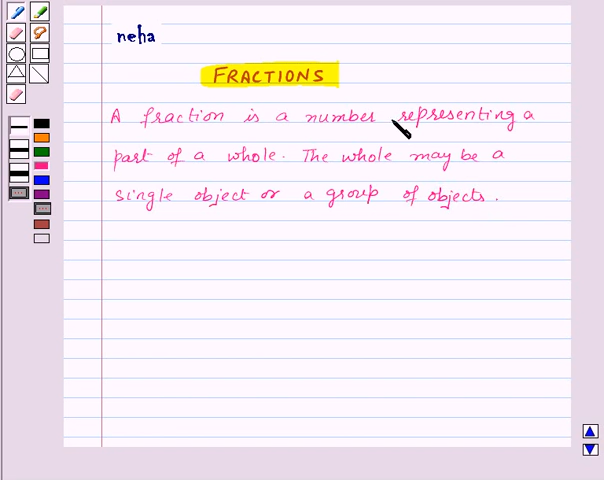 neha
FRACTIONS
A fraction is a number representing a
part of a whole. The whole may be a
single object or a group of objects.